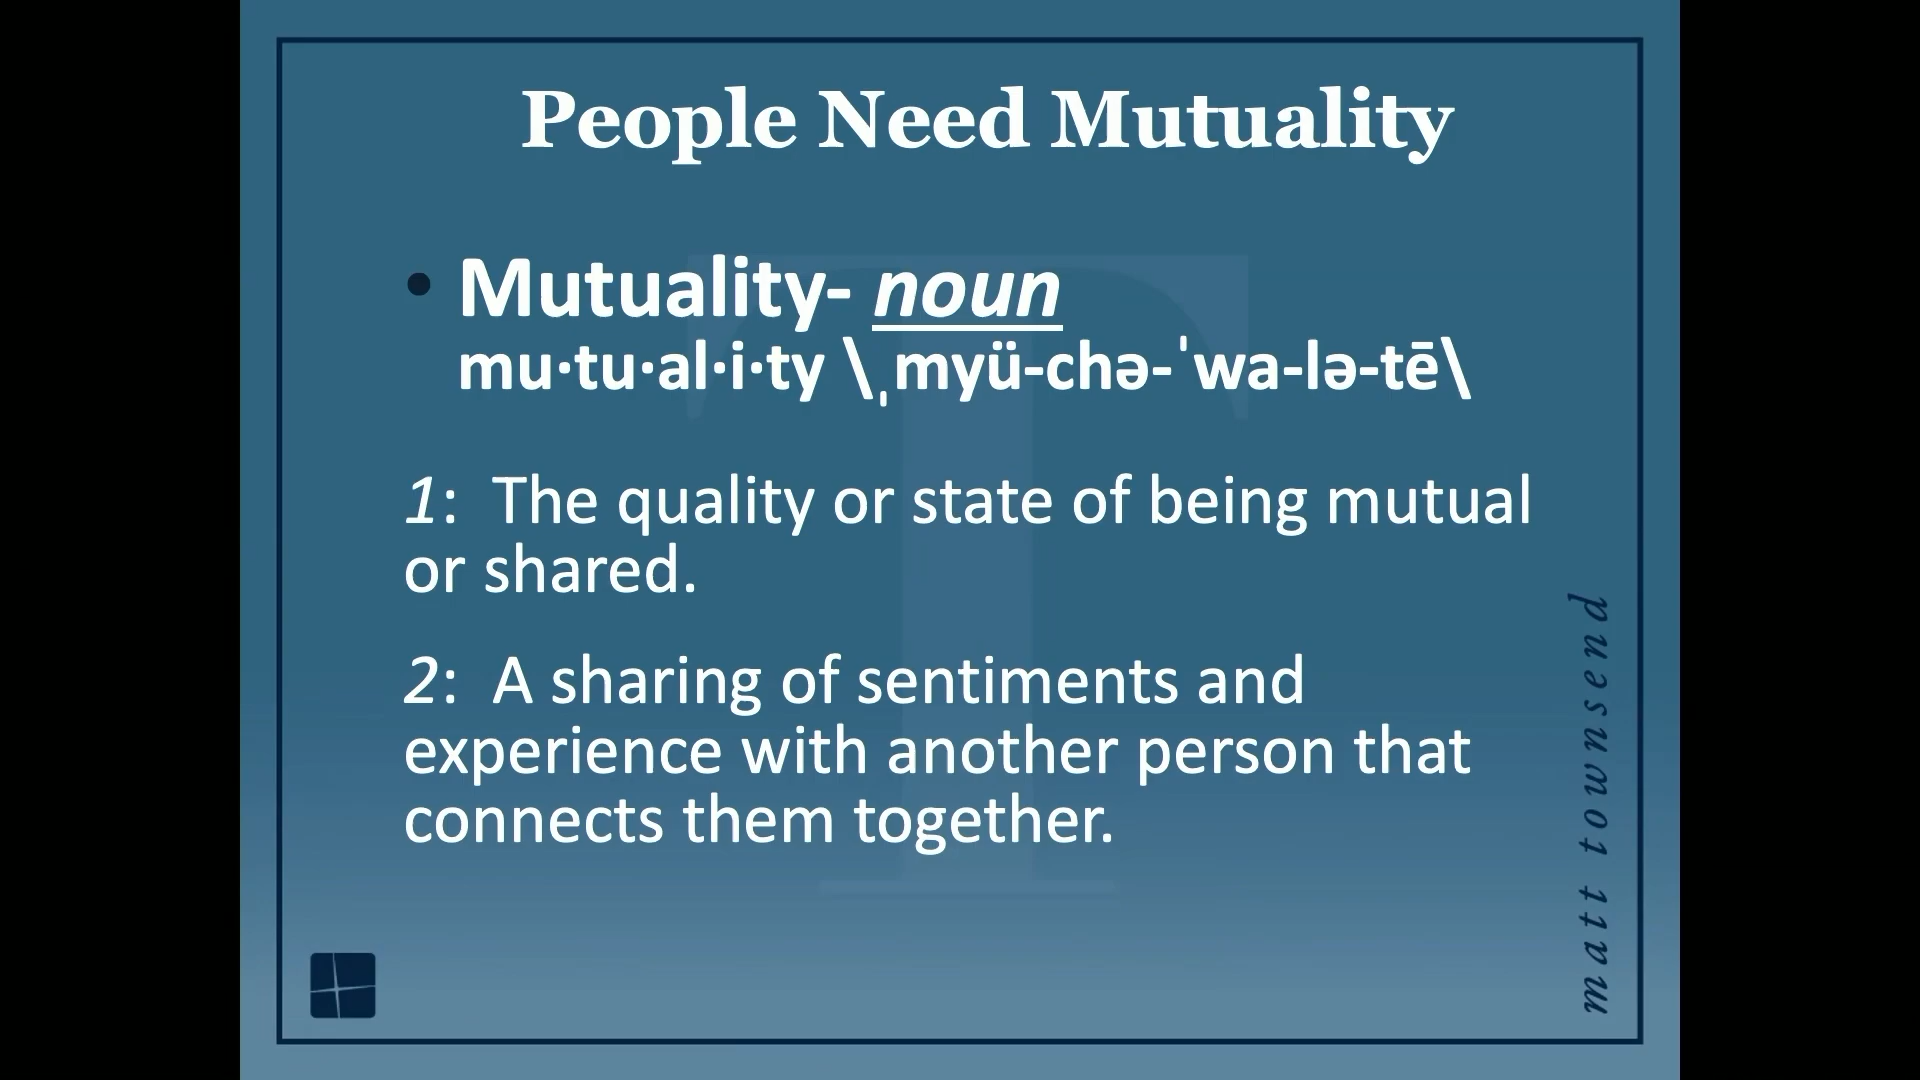 People Need Mutuality
• Mutuality- noun
mu·tu·al·i·ty \ˌmyü-chə-ˈwa-lə-tē\
1: The quality or state of being mutual
or shared.
2: A sharing of sentiments and
experience with another person that
connects them together.
matt townsend
T